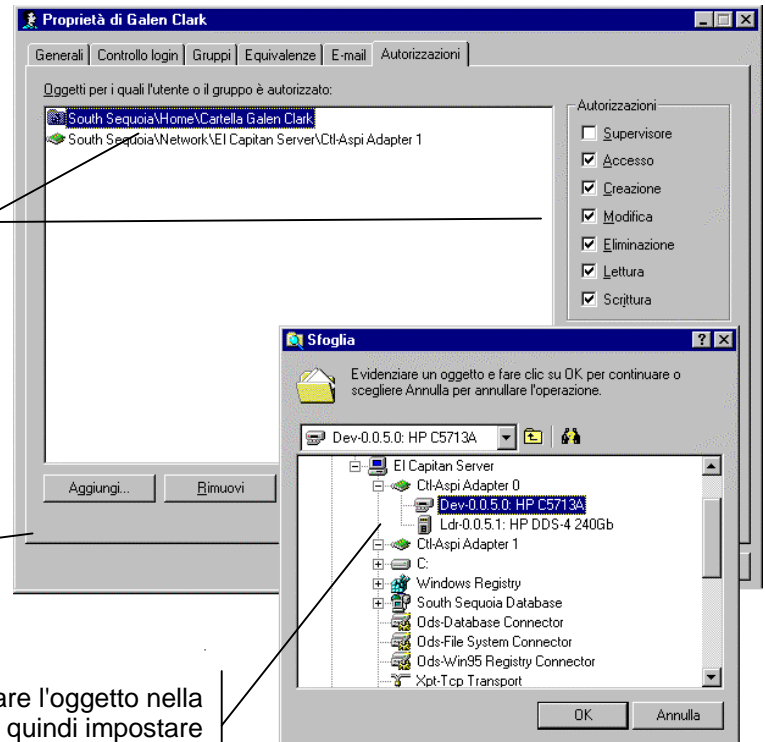 Proprietà di Galen Clark
Generali Controllo login Gruppi Equivalenze E-mail Autorizzazioni
Oggetti per i quali l'utente o il gruppo è autorizzato:
South Sequoia\Home\Cartella Galen Clark
South Sequoia\Network\El Capitan Server\Ctl-Aspi Adapter 1
Autorizzazioni
Supervisore
Accesso
Creazione
Modifica
Eliminazione
Lettura
Scrittura
Aggiungi... Rimuovi
Sfoglia
Evidenziare un oggetto e fare clic su OK per continuare o
scegliere Annulla per annullare l'operazione.
Dev-0.0.5.0: HP C5713A
El Capitan Server
Ctl-Aspi Adapter 0
Dev-0.0.5.0: HP C5713A
Ldr-0.0.5.1: HP DDS-4 240Gb
Ctl-Aspi Adapter 1
C:
Windows Registry
South Sequoia Database
Ods-Database Connector
Ods-File System Connector
Ods-Win95 Registry Connector
Xpt-Tcp Transport
OK Annulla
are l'oggetto nella
quindi impostare